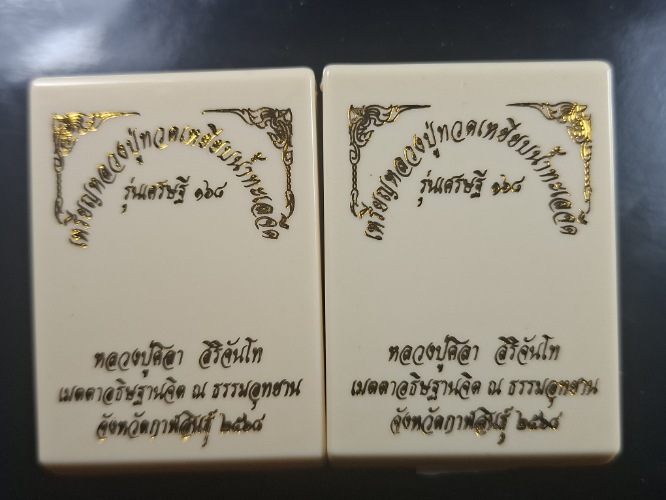 เหรียญหลวงปู่ทวดเหยียบน้ำทะเลจืด
รุ่นเศรษฐี ๑๖๘
หลวงปู่ศิลา สิริจันโท
เมตตาอธิษฐานจิต ณ ธรรมอุทยาน
จังหวัดกาฬสินธุ์ ๒๕๖๘
เหรียญหลวงปู่ทวดเหยียบน้ำทะเลจืด
รุ่นเศรษฐี ๑๖๘
หลวงปู่ศิลา สิริจันโท
เมตตาอธิษฐานจิต ณ ธรรมอุทยาน
จังหวัดกาฬสินธุ์ ๒๕๖๘